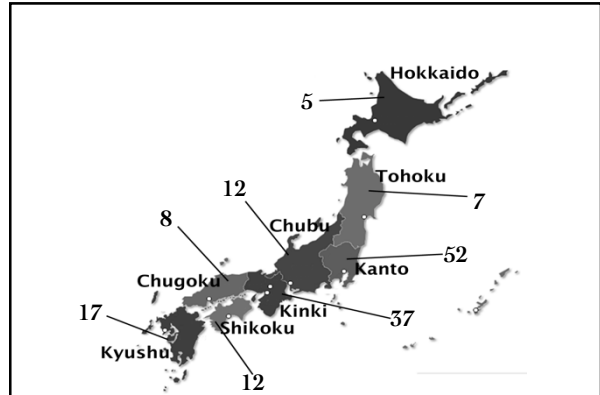 Hokkaido
5
Tohoku
12
7
Chubu
8
52
Kanto
Chugoku
Kinki
17
37
Shikoku
Kyushu
12